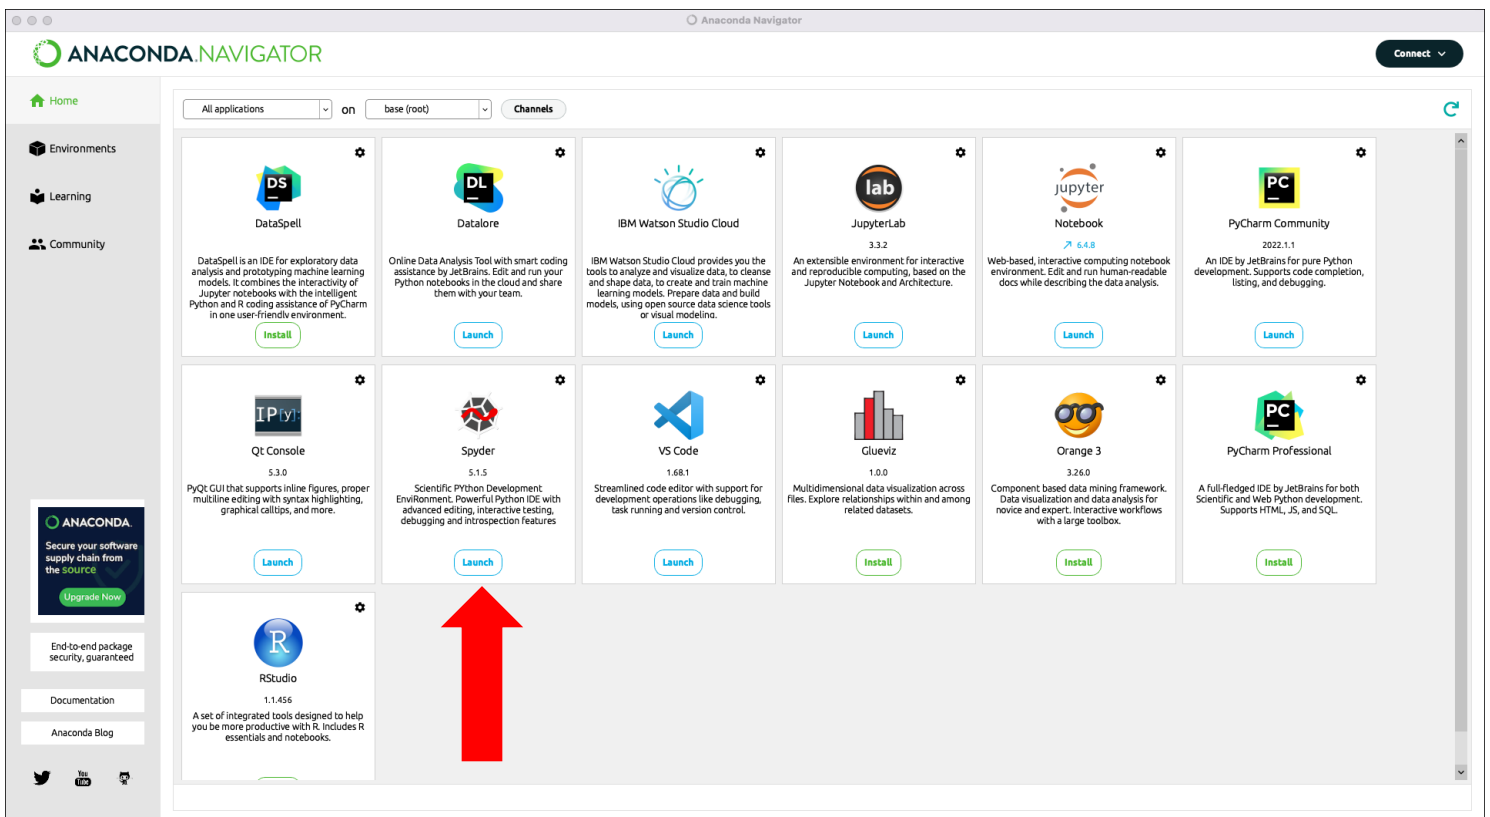 Anaconda Navigator
ANACONDA.NAVIGATOR
Connect
Home
Environments
Learning
Community
All applications
on
base (root)
Channels
DS
DataSpell
DataSpell is an IDE for exploratory data
analysis and prototyping machine learning
models. It combines the interactivity of
Jupyter notebooks with the intelligent
Python and R coding assistance of PyCharm
in one user-friendly environment.
Install
DL
Datalore
Online Data Analysis Tool with smart coding
assistance by JetBrains. Edit and run your
Python notebooks in the cloud and share
them with your team.
Launch
IBM Watson Studio Cloud
IBM Watson Studio Cloud provides you the
tools to analyze and visualize data, to cleanse
and shape data, to create and train machine
learning models. Prepare data and build
models, using open source data science tools
or visual modeling.
Launch
lab
JupyterLab
3.3.2
An extensible environment for interactive
and reproducible computing, based on the
Jupyter Notebook and Architecture.
Launch
jupyter
Notebook
6.4.8
Web-based, interactive computing notebook
environment. Edit and run human-readable
docs while describing the data analysis.
Launch
PC
PyCharm Community
2022.1.1
An IDE by JetBrains for pure Python
development. Supports code completion,
listing, and debugging.
Launch
IP[y]:
Qt Console
5.3.0
PyQt GUI that supports inline figures, proper
multiline editing with syntax highlighting,
graphical calltips, and more.
Launch
Spyder
5.1.5
Scientific PYthon Development
EnviRonment. Powerful Python IDE with
advanced editing, interactive testing,
debugging and introspection features
Launch
VS Code
1.68.1
Streamlined code editor with support for
development operations like debugging,
task running and version control.
Launch
Glueviz
1.0.0
Multidimensional data visualization across
files. Explore relationships within and among
related datasets.
Install
Orange 3
3.26.0
Component based data mining framework.
Data visualization and data analysis for
novice and expert. Interactive workflows
with a large toolbox.
Install
PC
PyCharm Professional
A full-fledged IDE by JetBrains for both
Scientific and Web Python development.
Supports HTML, JS, and SQL.
Install
R
RStudio
1.1.456
A set of integrated tools designed to help
you be more productive with R. Includes R
essentials and notebooks.
ANACONDA.
Secure your software
supply chain from
the source
Upgrade Now
End-to-end package
security, guaranteed
Documentation
Anaconda Blog
You
Tube